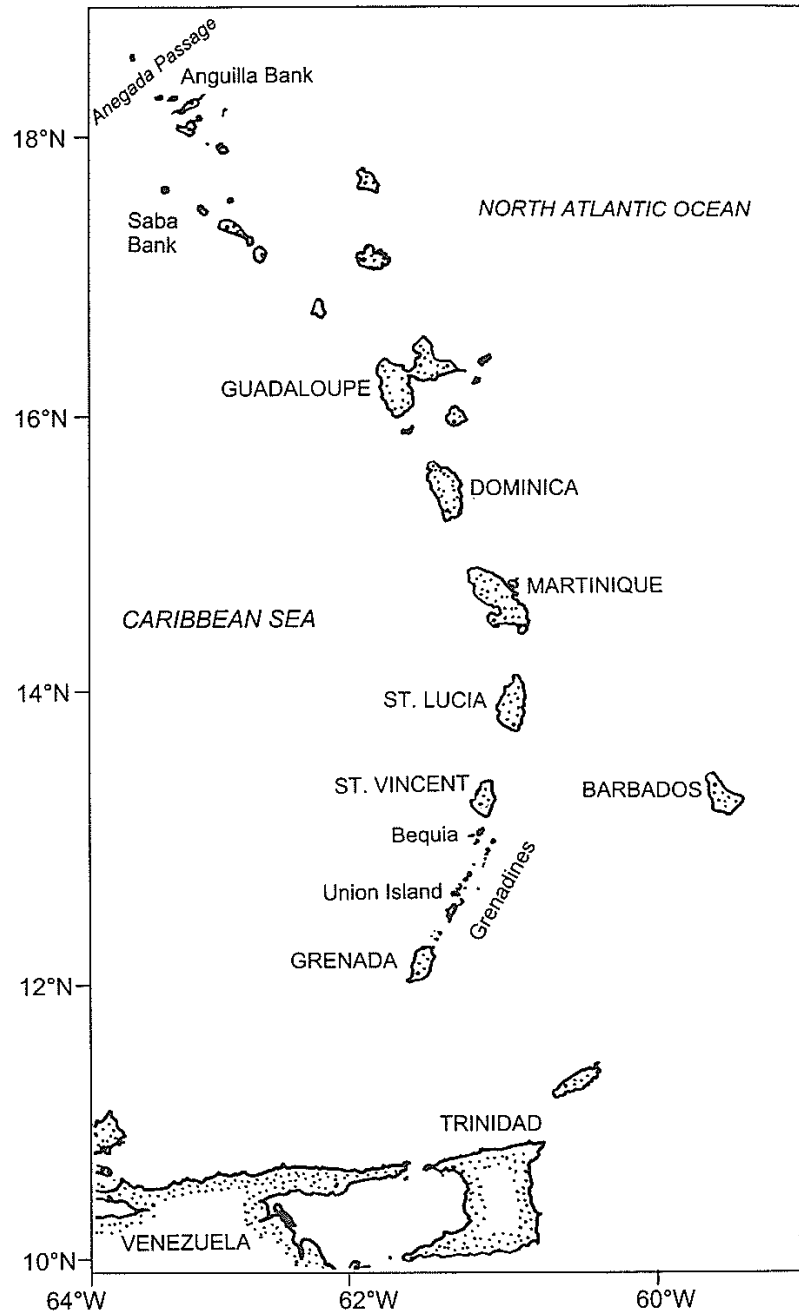 Anegada Passage
Anguilla Bank
18°N
NORTH ATLANTIC OCEAN
Saba
Bank
GUADALOUPE
16°N
DOMINICA
MARTINIQUE
CARIBBEAN SEA
14°N
ST. LUCIA
ST. VINCENT
BARBADOS
Bequia
Union Island
Grenadines
GRENADA
12°N
TRINIDAD
VENEZUELA
10°N
64°W
62°W
60°W